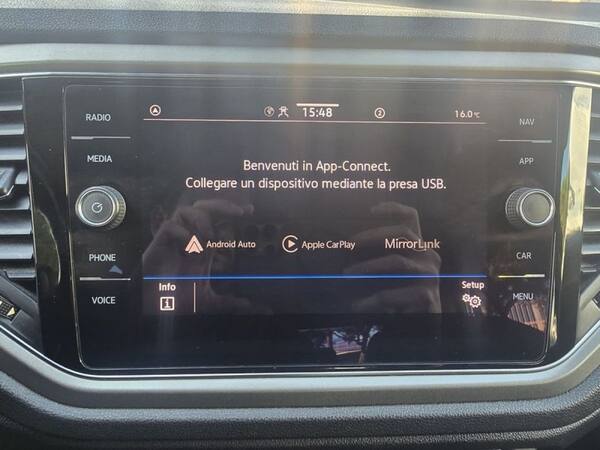 RADIO
MEDIA
PHONE
VOICE
15:48
2
16.0°C
Benvenuti in App-Connect.
Collegare un dispositivo mediante la presa USB.
Android Auto
Apple CarPlay
MirrorLink
Info
i
Setup
NAV
APP
CAR
MENU